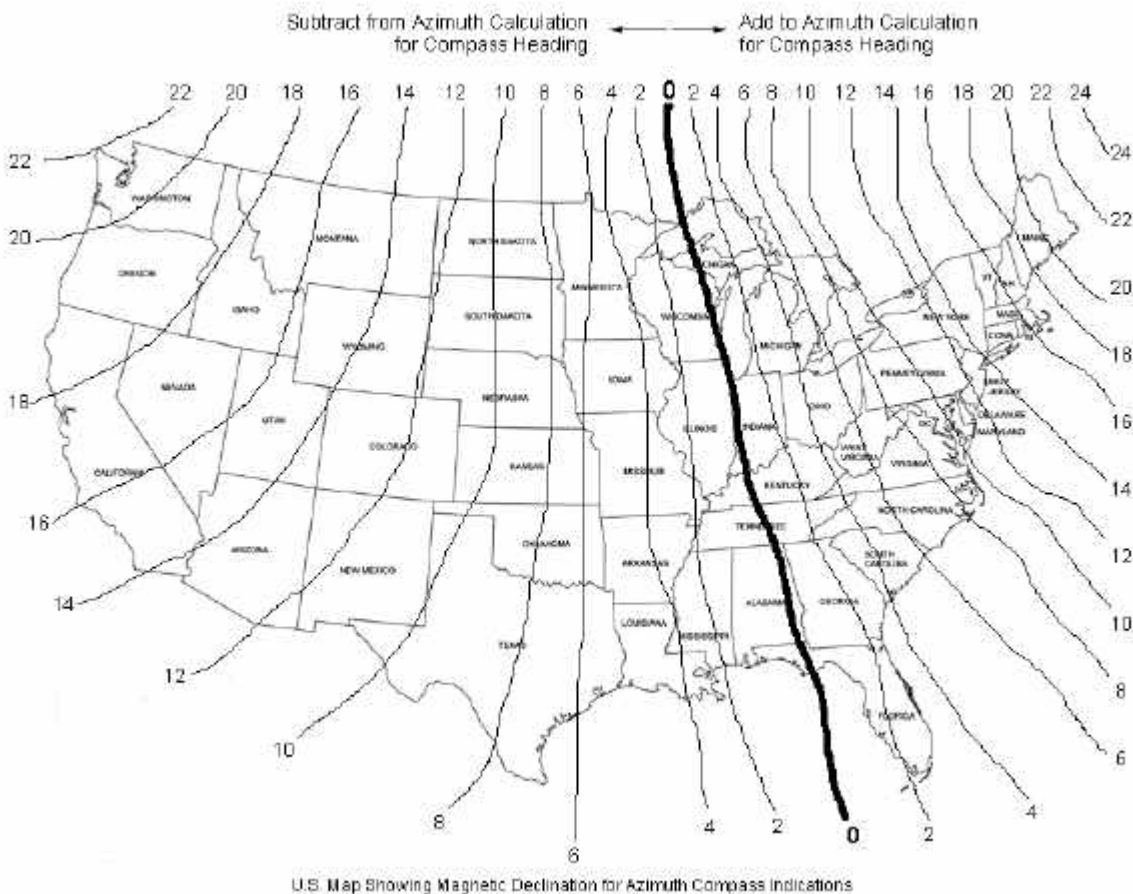 Subtract from Azimuth Calculation
for Compass Heading
Add to Azimuth Calculation
for Compass Heading
22 20 18 16 14 12 10 8 6 4 2 0 2 4 6 8 10 12 14 16 18 20 22 24
22
20
18
16
14
12
10
8
6
4
2
0
2
4
6
8
10
12
14
16
18
20
22
24
WASHINGTON
OREGON
IDAHO
WYOMING
NORTH DAKOTA
SOUTH DAKOTA
MINNESOTA
WISCONSIN
MICHIGAN
MICHIGAN
NEVADA
UTAH
COLORADO
NEBRASKA
IOWA
ILLINOIS
INDIANA
OHIO
PENNSYLVANIA
NEW YORK
VT
NH
MAINE
MASS
CONN
NEW
JERSEY
DELAWARE
MARYLAND
DC
WEST
VIRGINIA
VIRGINIA
CALIFORNIA
KANSAS
MISSOURI
KENTUCKY
NORTH CAROLINA
TENNESSEE
SOUTH
CAROLINA
ARIZONA
NEW MEXICO
OKLAHOMA
ARKANSAS
TEXAS
LOUISIANA
MISSISSIPPI
ALABAMA
GEORGIA
FLORIDA
U.S. Map Showing Magnetic Declination for Azimuth Compass Indications